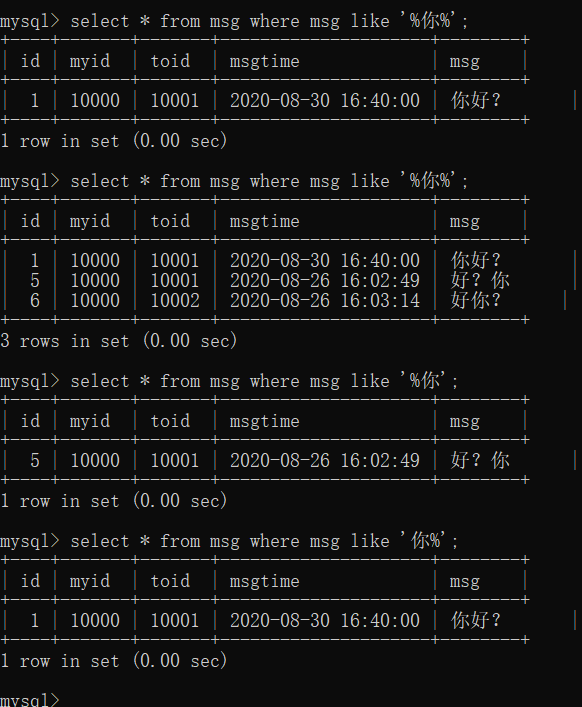 mysql> select * from msg where msg like '%你%';
+----+-------+-------+---------------------+--------+
| id | myid  | toid  | msgtime             | msg    |
+----+-------+-------+---------------------+--------+
|  1 | 10000 | 10001 | 2020-08-30 16:40:00 | 你好?       |
+----+-------+-------+---------------------+--------+
1 row in set (0.00 sec)
mysql> select * from msg where msg like '%你%';
+----+-------+-------+---------------------+--------+
| id | myid  | toid  | msgtime             | msg    |
+----+-------+-------+---------------------+--------+
|  1 | 10000 | 10001 | 2020-08-30 16:40:00 | 你好?       |
|  5 | 10000 | 10001 | 2020-08-26 16:02:49 | 好？你      |
|  6 | 10000 | 10002 | 2020-08-26 16:03:14 | 好你?      |
+----+-------+-------+---------------------+--------+
3 rows in set (0.00 sec)
mysql> select * from msg where msg like '%你';
+----+-------+-------+---------------------+--------+
| id | myid  | toid  | msgtime             | msg    |
+----+-------+-------+---------------------+--------+
|  5 | 10000 | 10001 | 2020-08-26 16:02:49 | 好？你      |
+----+-------+-------+---------------------+--------+
1 row in set (0.00 sec)
mysql> select * from msg where msg like '你%';
+----+-------+-------+---------------------+--------+
| id | myid  | toid  | msgtime             | msg    |
+----+-------+-------+---------------------+--------+
|  1 | 10000 | 10001 | 2020-08-30 16:40:00 | 你好?       |
+----+-------+-------+---------------------+--------+
1 row in set (0.00 sec)
mysql>